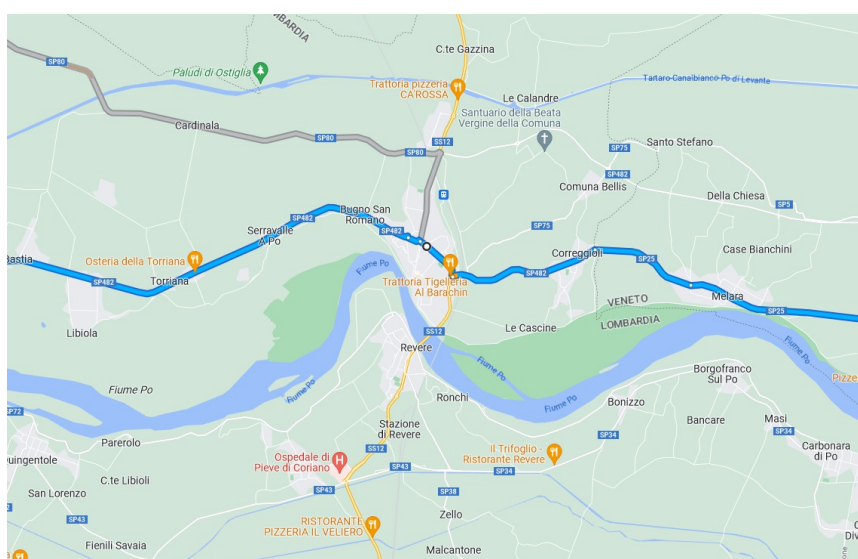 MBARDIA
C.te Gazzina
SP80
Paludi di Ostiglia
Trattoria pizzeria
CA'ROSSA
Tartaro-Canalbianco-Po di Levante
Le Calandre
Santuario della Beata
Vergine della Comuna
Cardinala
SP80
SP80
SS12
SP75
Santo Stefano
SP482
Comuna Bellis
Della Chiesa
SP5
Bugno San
Romano
SP482
SP482
Serravalle
A Po
SP75
Bastia
Osteria della Torriana
SP482
Torriana
Fiume Po
Trattoria Tigelleria
Al Barachin
SP482
Correggioli
SP25
Case Bianchini
Melara
SP25
VENETO
LOMBARDIA
Libiola
SS12
Le Cascine
Revere
Fiume Po
Fiume Po
Fiume Po
Fiume Po
Fiume Po
Borgofranco
Sul Po
Pizze
Ronchi
Bonizzo
SP72
Parerolo
Stazione
di Revere
Bancare
Masi
SP34
SP34
Carbonara
di Po
Quingentole
C.te Libioli
Ospedale di
Pieve di Coriano
SS12
SP43
Il Trifoglio -
Ristorante Revere
SP34
San Lorenzo
SP43
SP38
SP43
Zello
RISTORANTE
PIZZERIA IL VELIERO
Fienili Savaia
Malcantone